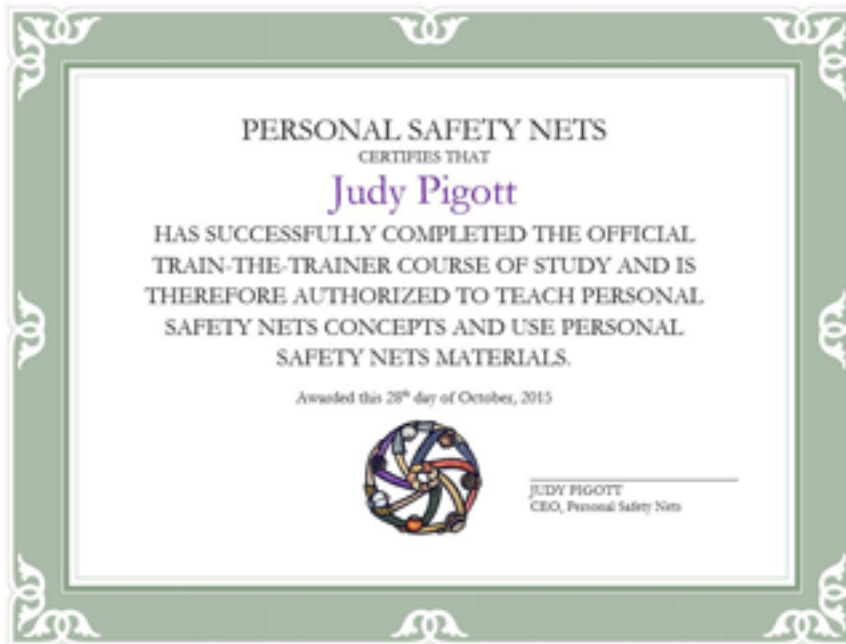 PERSONAL SAFETY NETS
CERTIFIES THAT
Judy Pigott
HAS SUCCESSFULLY COMPLETED THE OFFICIAL
TRAIN-THE-TRAINER COURSE OF STUDY AND IS
THEREFORE AUTHORIZED TO TEACH PERSONAL
SAFETY NETS CONCEPTS AND USE PERSONAL
SAFETY NETS MATERIALS.
Awarded this 28th day of October, 2015
JUDY PIGOTT
CEO, Personal Safety Nets